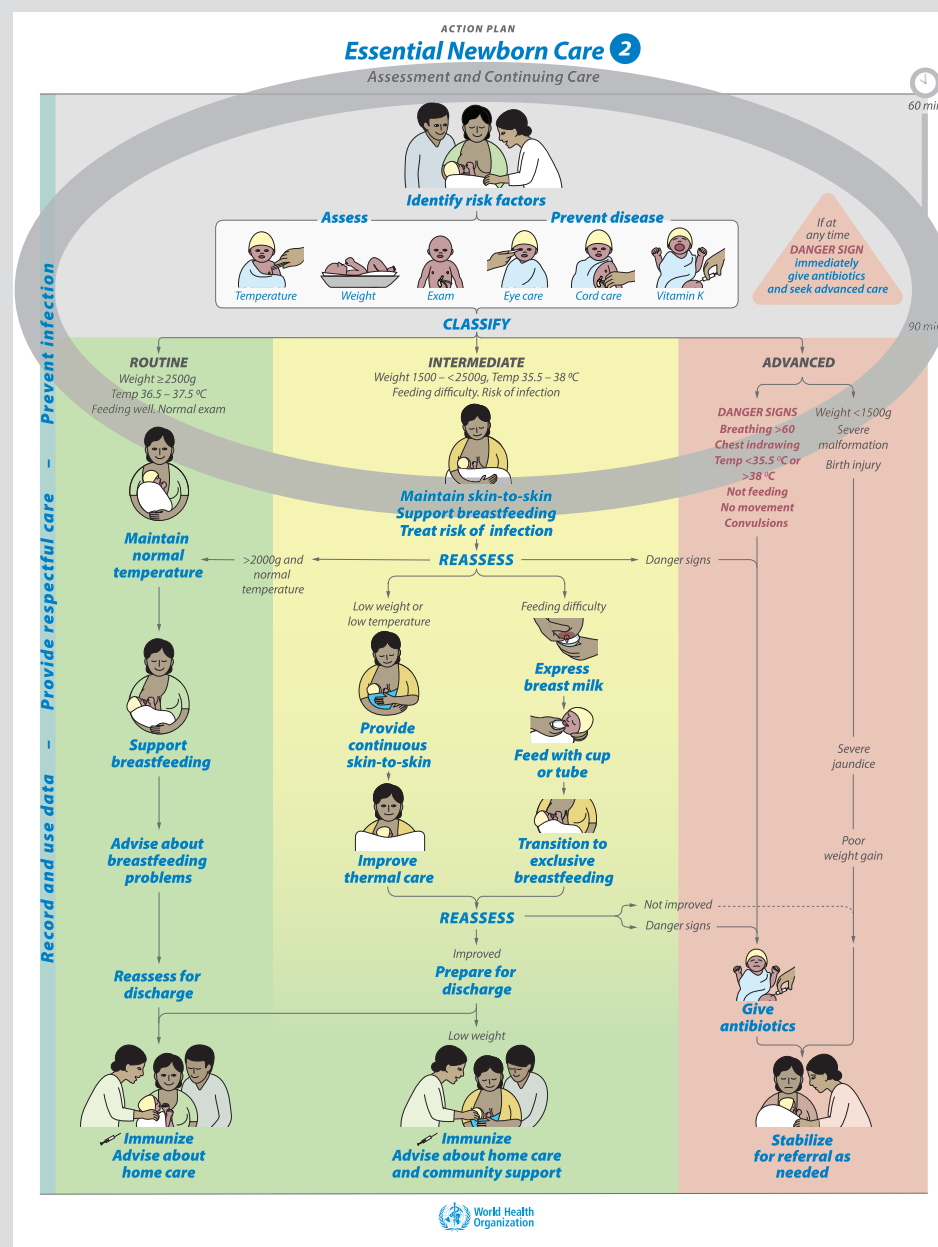 ACTION PLAN
Essential Newborn Care 2
Assessment and Continuing Care
60 min
Identify risk factors
Assess
Prevent disease
Temperature
Weight
Exam
Eye care
Cord care
Vitamin K
If at
any time
DANGER SIGN
immediately
give antibiotics
and seek advanced care
CLASSIFY
90 min
Record and use data – Provide respectful care – Prevent infection
ROUTINE
Weight ≥2500g
Temp 36.5 – 37.5 ⁰C
Feeding well. Normal exam
Maintain
normal
temperature
Support
breastfeeding
Advise about
breastfeeding
problems
Reassess for
discharge
Immunize
Advise about
home care
INTERMEDIATE
Weight 1500 – <2500g, Temp 35.5 – 38 ⁰C
Feeding difficulty. Risk of infection
Maintain skin-to-skin
Support breastfeeding
Treat risk of infection
REASSESS
>2000g and
normal
temperature
Danger signs
Low weight or
low temperature
Provide
continuous
skin-to-skin
Improve
thermal care
Feeding difficulty
Express
breast milk
Feed with cup
or tube
Transition to
exclusive
breastfeeding
REASSESS
Not improved
Danger signs
Improved
Prepare for
discharge
Low weight
Immunize
Advise about home care
and community support
ADVANCED
DANGER SIGNS
Breathing >60
Chest indrawing
Temp <35.5 ⁰C or
>38 ⁰C
Not feeding
No movement
Convulsions
Weight <1500g
Severe
malformation
Birth injury
Severe
jaundice
Poor
weight gain
Give
antibiotics
Stabilize
for referral as
needed
World Health
Organization